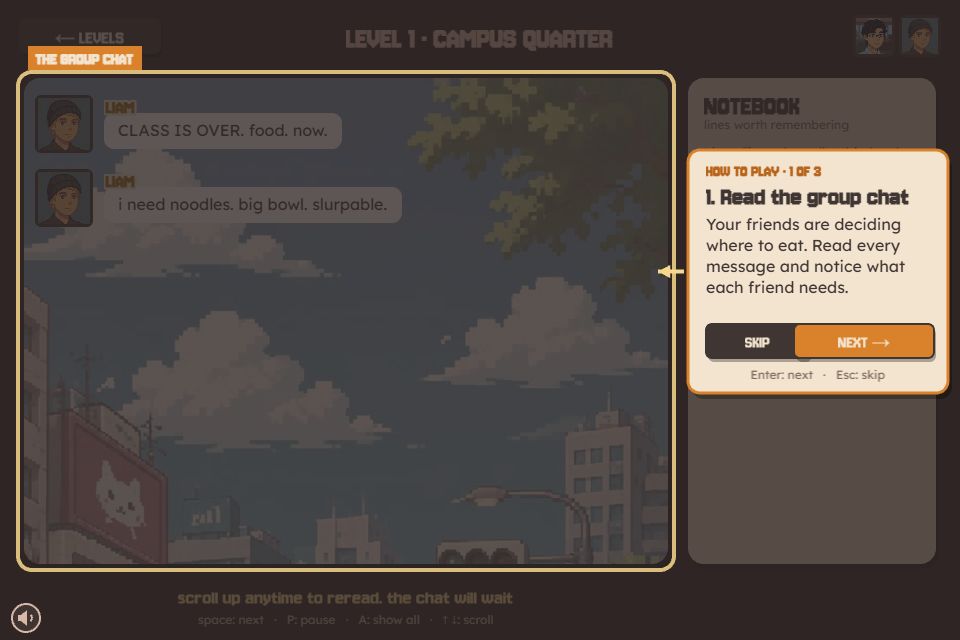 ← LEVELS
LEVEL 1 · CAMPUS QUARTER
THE GROUP CHAT
LIAM
CLASS IS OVER. food. now.
LIAM
i need noodles. big bowl. slurpable.
NOTEBOOK
lines worth remembering
HOW TO PLAY · 1 OF 3
1. Read the group chat
Your friends are deciding
where to eat. Read every
message and notice what
each friend needs.
SKIP
NEXT →
Enter: next · Esc: skip
scroll up anytime to reread. the chat will wait
space: next · P: pause · A: show all · ↑↓: scroll